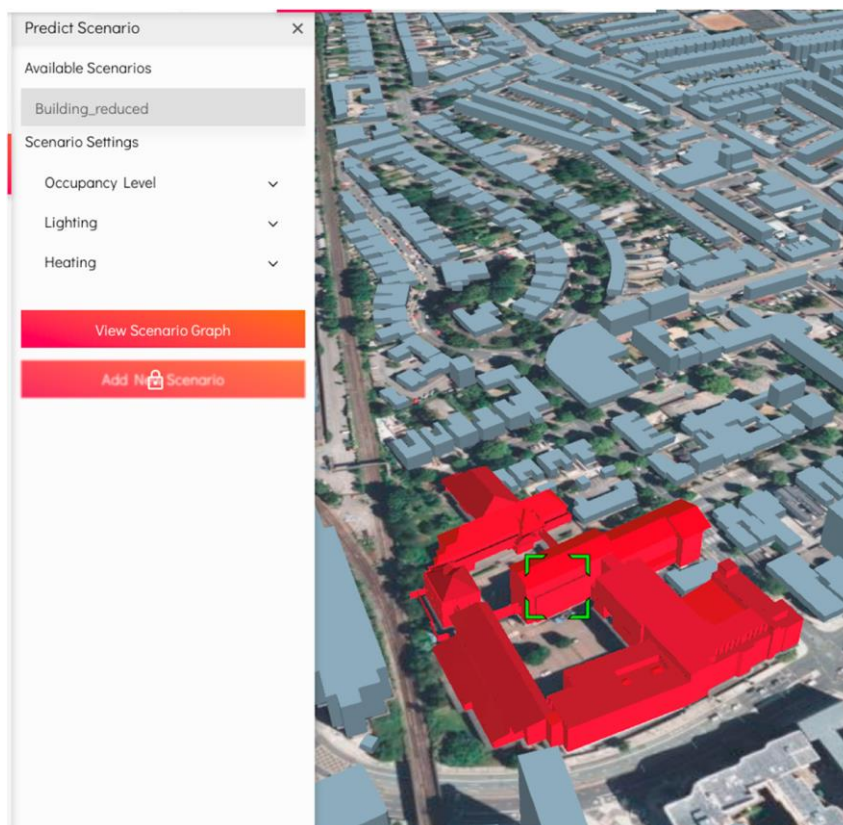 Predict Scenario
Available Scenarios
Building_reduced
Scenario Settings
Occupancy Level
Lighting
Heating
View Scenario Graph
Add New Scenario